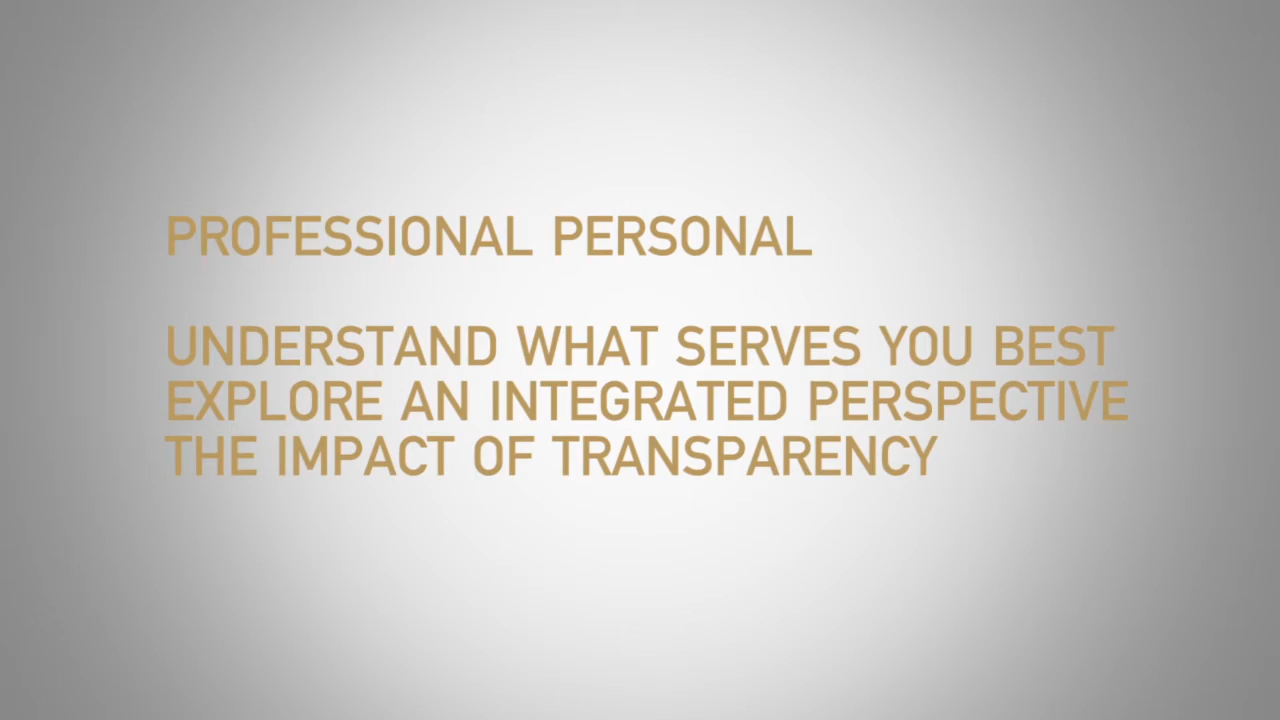 PROFESSIONAL PERSONAL
UNDERSTAND WHAT SERVES YOU BEST
EXPLORE AN INTEGRATED PERSPECTIVE
THE IMPACT OF TRANSPARENCY